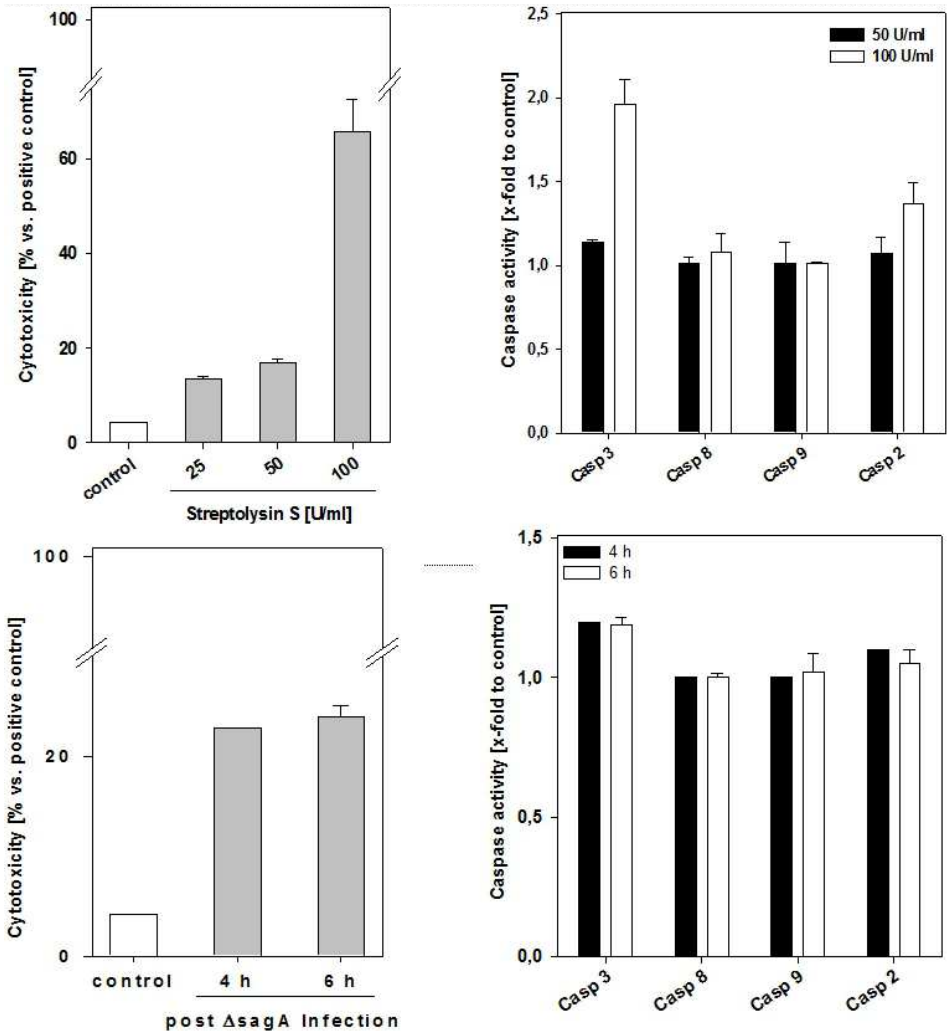 Cytotoxicity [% vs. positive control]
100
60
40
20
0
control
25
50
100
Streptolysin S [U/ml]
Caspase activity [x-fold to control]
2,5
2,0
1,5
1,0
0,5
0,0
50 U/ml
100 U/ml
Casp 3
Casp 8
Casp 9
Casp 2
Cytotoxicity [% vs. positive control]
100
20
0
control
4 h
6 h
post ΔsagA Infection
Caspase activity [x-fold to control]
1,5
1,0
0,5
0,0
4 h
6 h
Casp 3
Casp 8
Casp 9
Casp 2